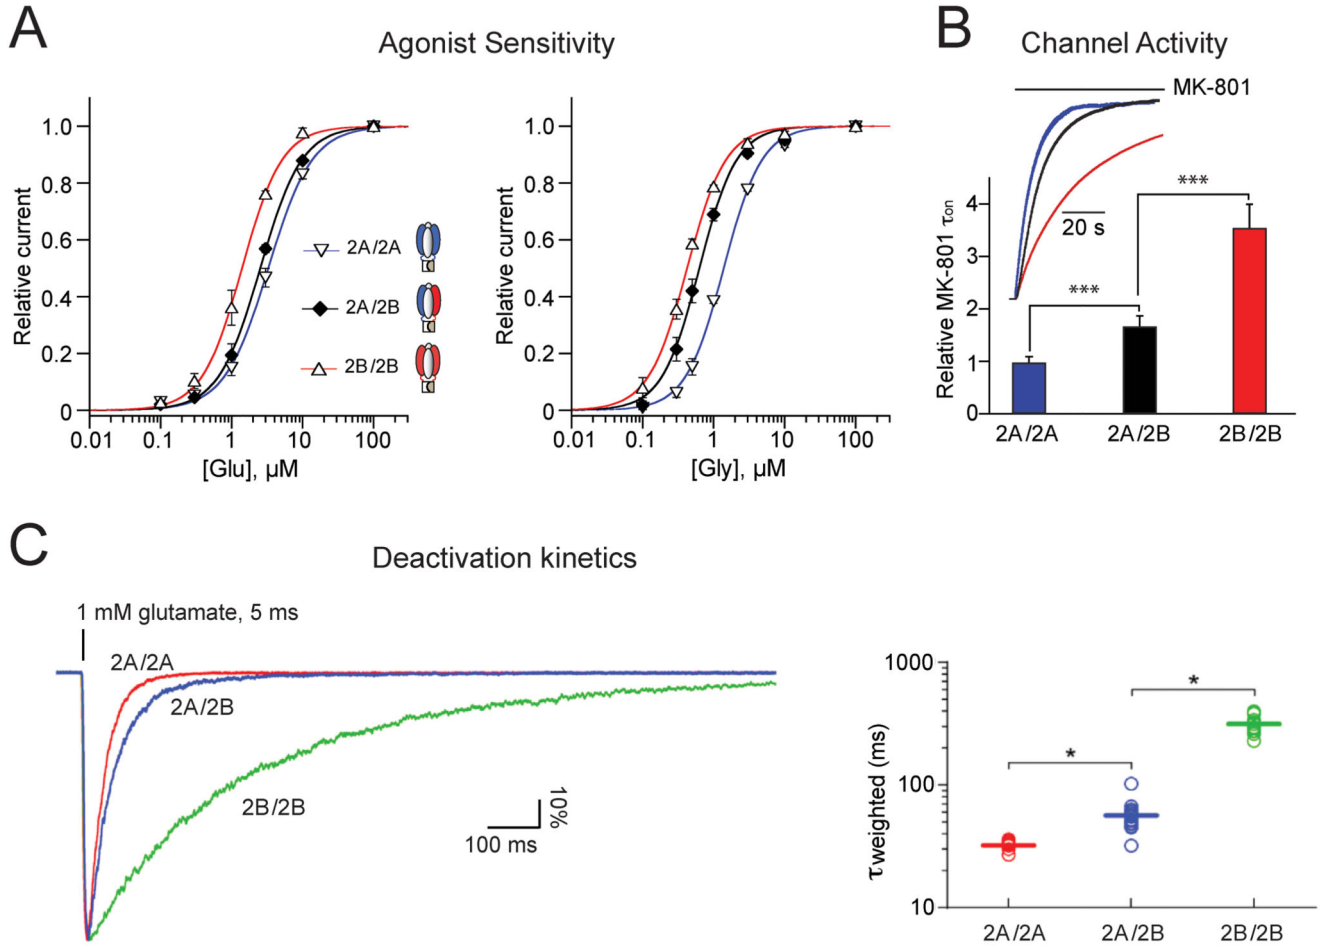 A
Agonist Sensitivity
Relative current
1.0
0.8
0.6
0.4
0.2
0
0.01 0.1 1 10 100
[Glu], µM
2A/2A
2A/2B
2B/2B
Relative current
1.0
0.8
0.6
0.4
0.2
0
0.01 0.1 1 10 100
[Gly], µM
B
Channel Activity
MK-801
20 s
***
***
Relative MK-801 τon
4
3
2
1
0
2A/2A 2A/2B 2B/2B
C
Deactivation kinetics
1 mM glutamate, 5 ms
2A/2A
2A/2B
2B/2B
10%
100 ms
τweighted (ms)
1000
100
10
*
*
2A/2A 2A/2B 2B/2B